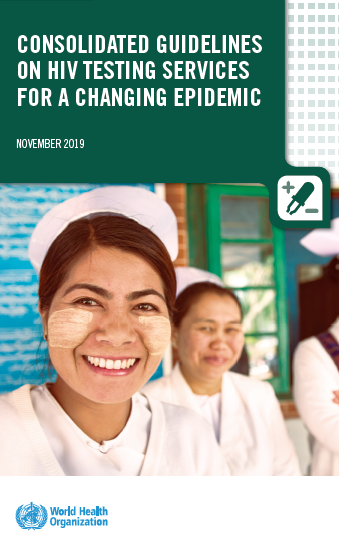 CONSOLIDATED GUIDELINES
ON HIV TESTING SERVICES
FOR A CHANGING EPIDEMIC
NOVEMBER 2019
World Health
Organization